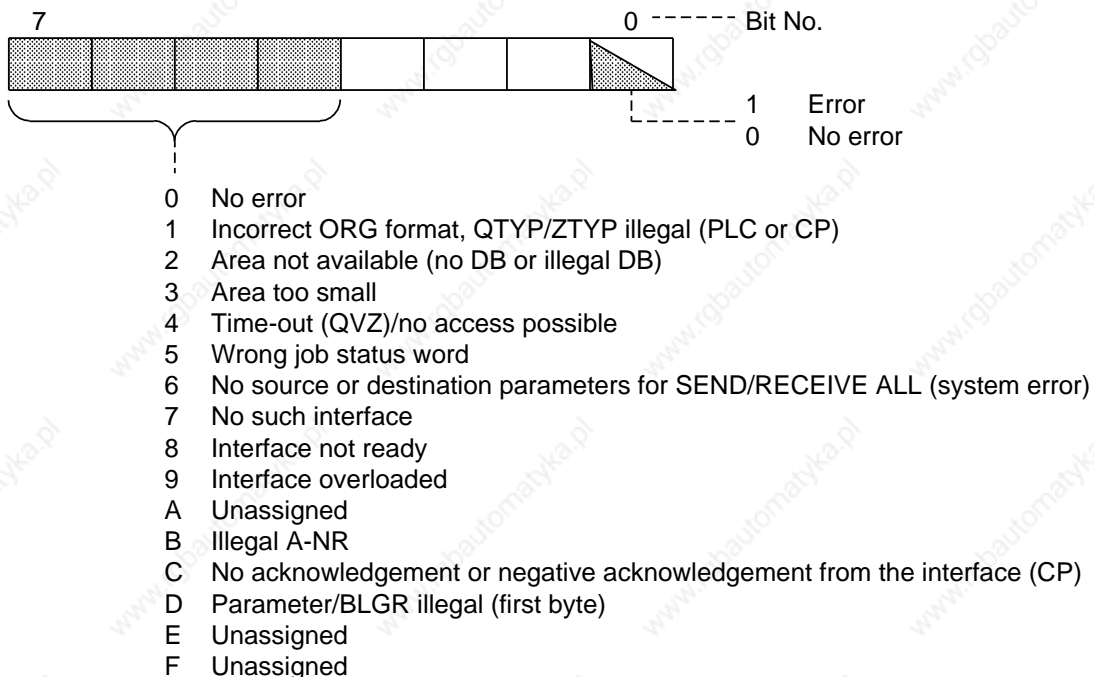 7 0 Bit No.
1 Error
0 No error
0 No error
1 Incorrect ORG format, QTYP/ZTYP illegal (PLC or CP)
2 Area not available (no DB or illegal DB)
3 Area too small
4 Time-out (QVZ)/no access possible
5 Wrong job status word
6 No source or destination parameters for SEND/RECEIVE ALL (system error)
7 No such interface
8 Interface not ready
9 Interface overloaded
A Unassigned
B Illegal A-NR
C No acknowledgement or negative acknowledgement from the interface (CP)
D Parameter/BLGR illegal (first byte)
E Unassigned
F Unassigned
www.rgbautomatyka.pl